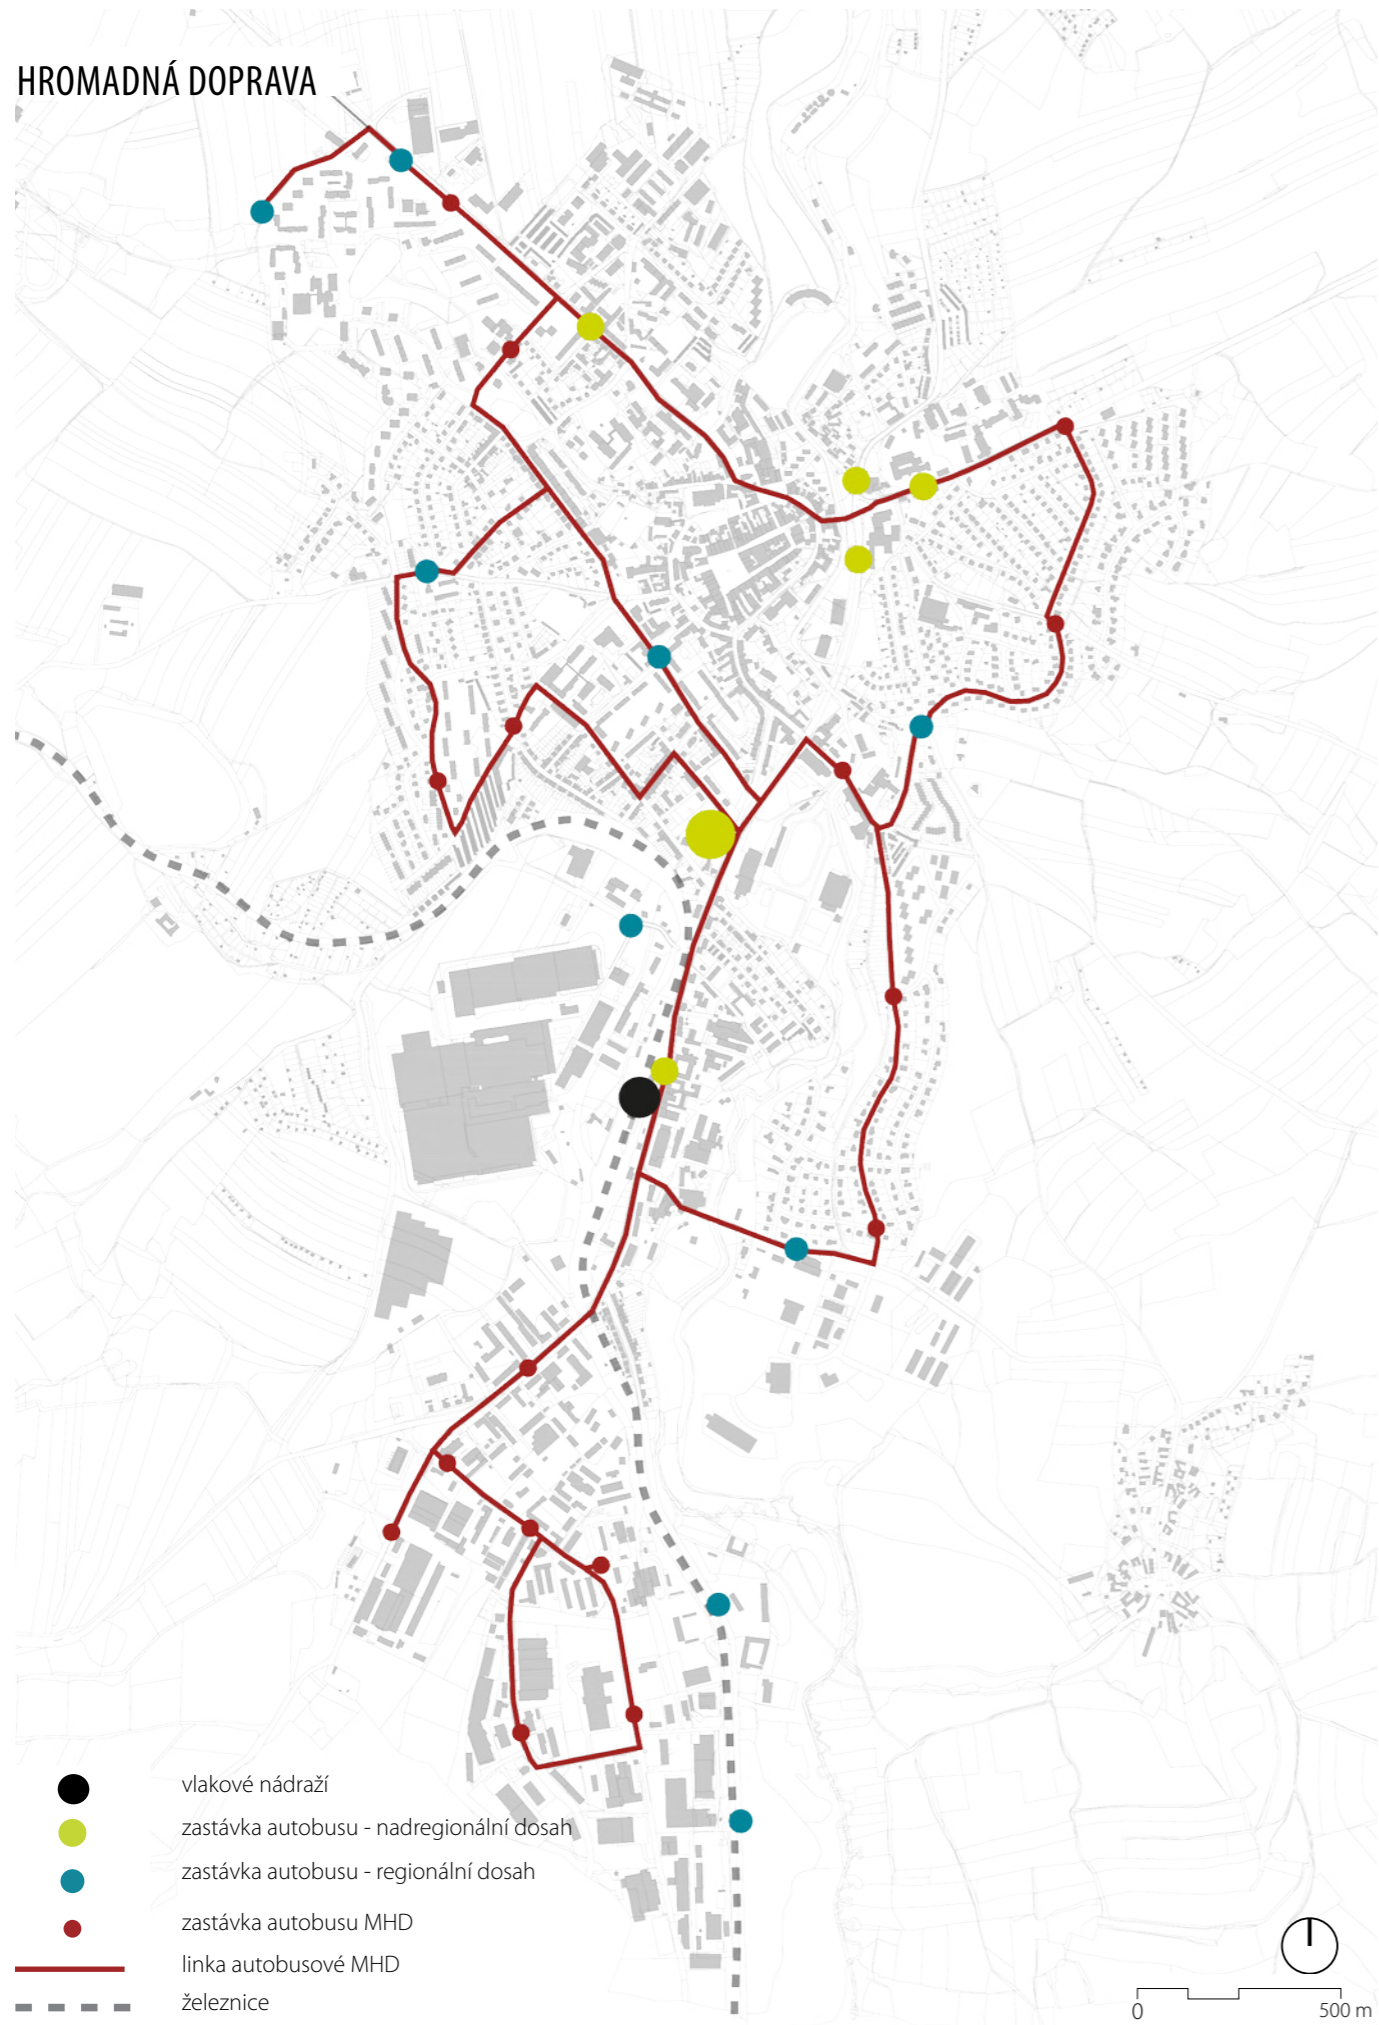 HROMADNÁ DOPRAVA
vlakové nádraží
zastávka autobusu - nadregionální dosah
zastávka autobusu - regionální dosah
zastávka autobusu MHD
linka autobusové MHD
železnice
0 500 m